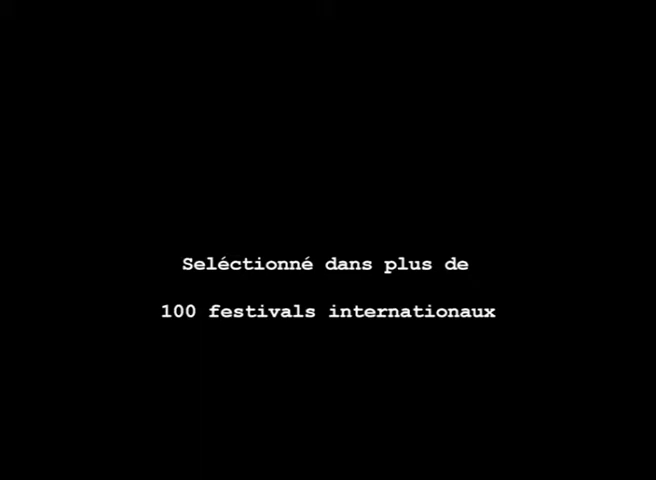 Seléctionné dans plus de
100 festivals internationaux